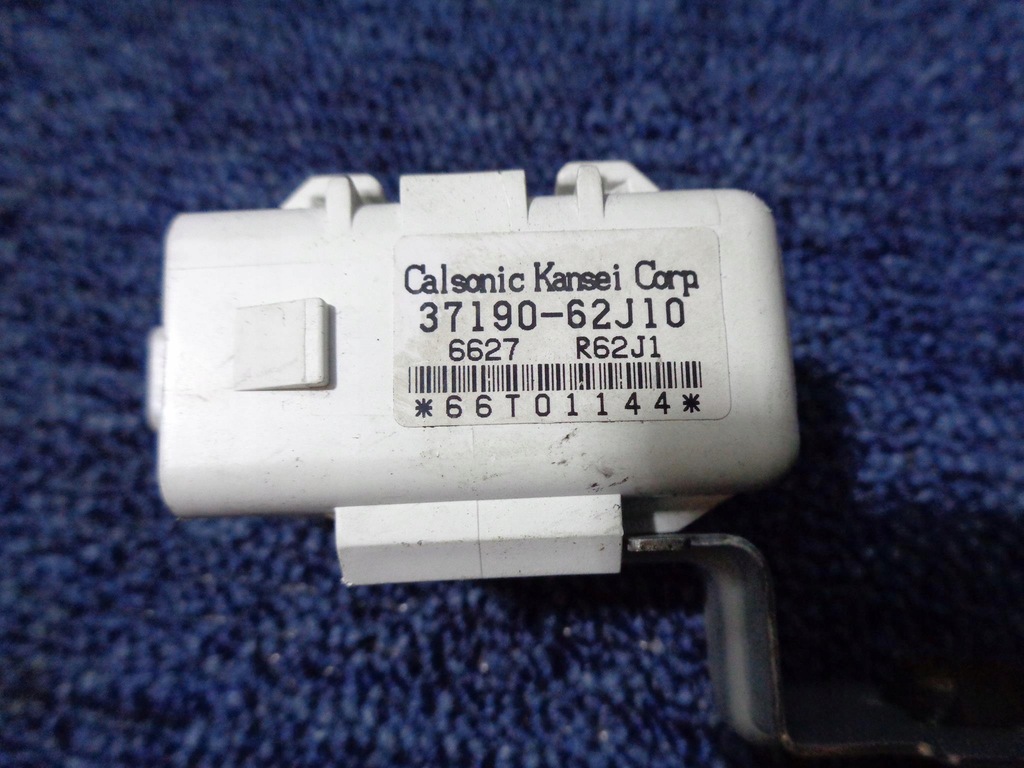 Calsonic Kansei Corp.
37190-62J10
6627 R62J1
*66T01144*